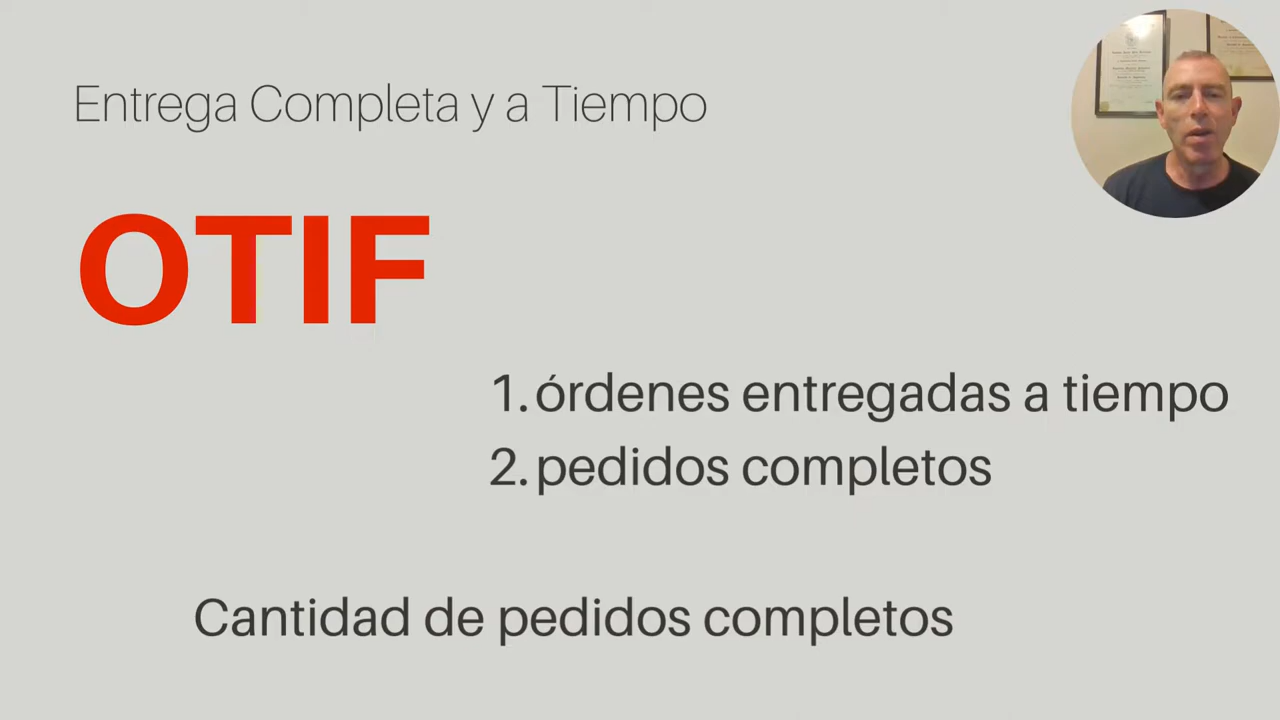 Entrega Completa y a Tiempo
OTIF
1. órdenes entregadas a tiempo
2. pedidos completos
Cantidad de pedidos completos